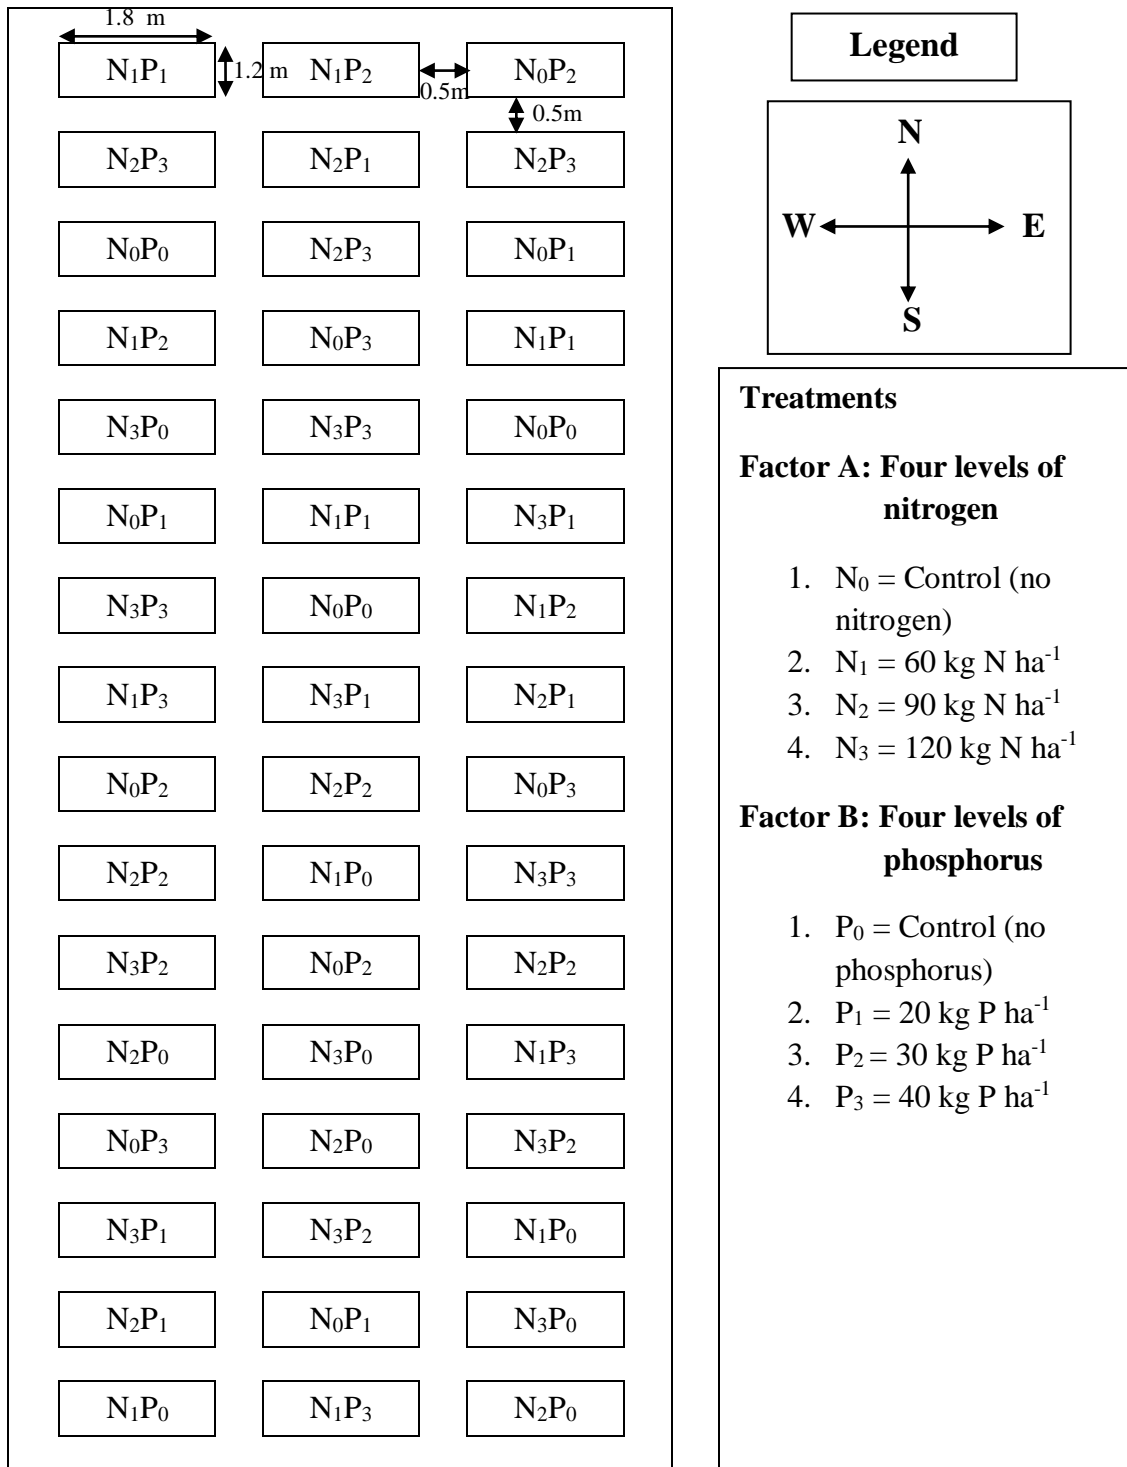 1.8 m
N₁P₁ 1.2 m N₁P₂ 0.5m N₀P₂
0.5m
N₂P₃ N₂P₁ N₂P₃
N₀P₀ N₂P₃ N₀P₁
N₁P₂ N₀P₃ N₁P₁
N₃P₀ N₃P₃ N₀P₀
N₀P₁ N₁P₁ N₃P₁
N₃P₃ N₀P₀ N₁P₂
N₁P₃ N₃P₁ N₂P₁
N₀P₂ N₂P₂ N₀P₃
N₂P₂ N₁P₀ N₃P₃
N₃P₂ N₀P₂ N₂P₂
N₂P₀ N₃P₀ N₁P₃
N₀P₃ N₂P₀ N₃P₂
N₃P₁ N₃P₂ N₁P₀
N₂P₁ N₀P₁ N₃P₀
N₁P₀ N₁P₃ N₂P₀
Legend
N
W E
S
Treatments
Factor A: Four levels of
nitrogen
1. N₀ = Control (no
nitrogen)
2. N₁ = 60 kg N ha⁻¹
3. N₂ = 90 kg N ha⁻¹
4. N₃ = 120 kg N ha⁻¹
Factor B: Four levels of
phosphorus
1. P₀ = Control (no
phosphorus)
2. P₁ = 20 kg P ha⁻¹
3. P₂ = 30 kg P ha⁻¹
4. P₃ = 40 kg P ha⁻¹